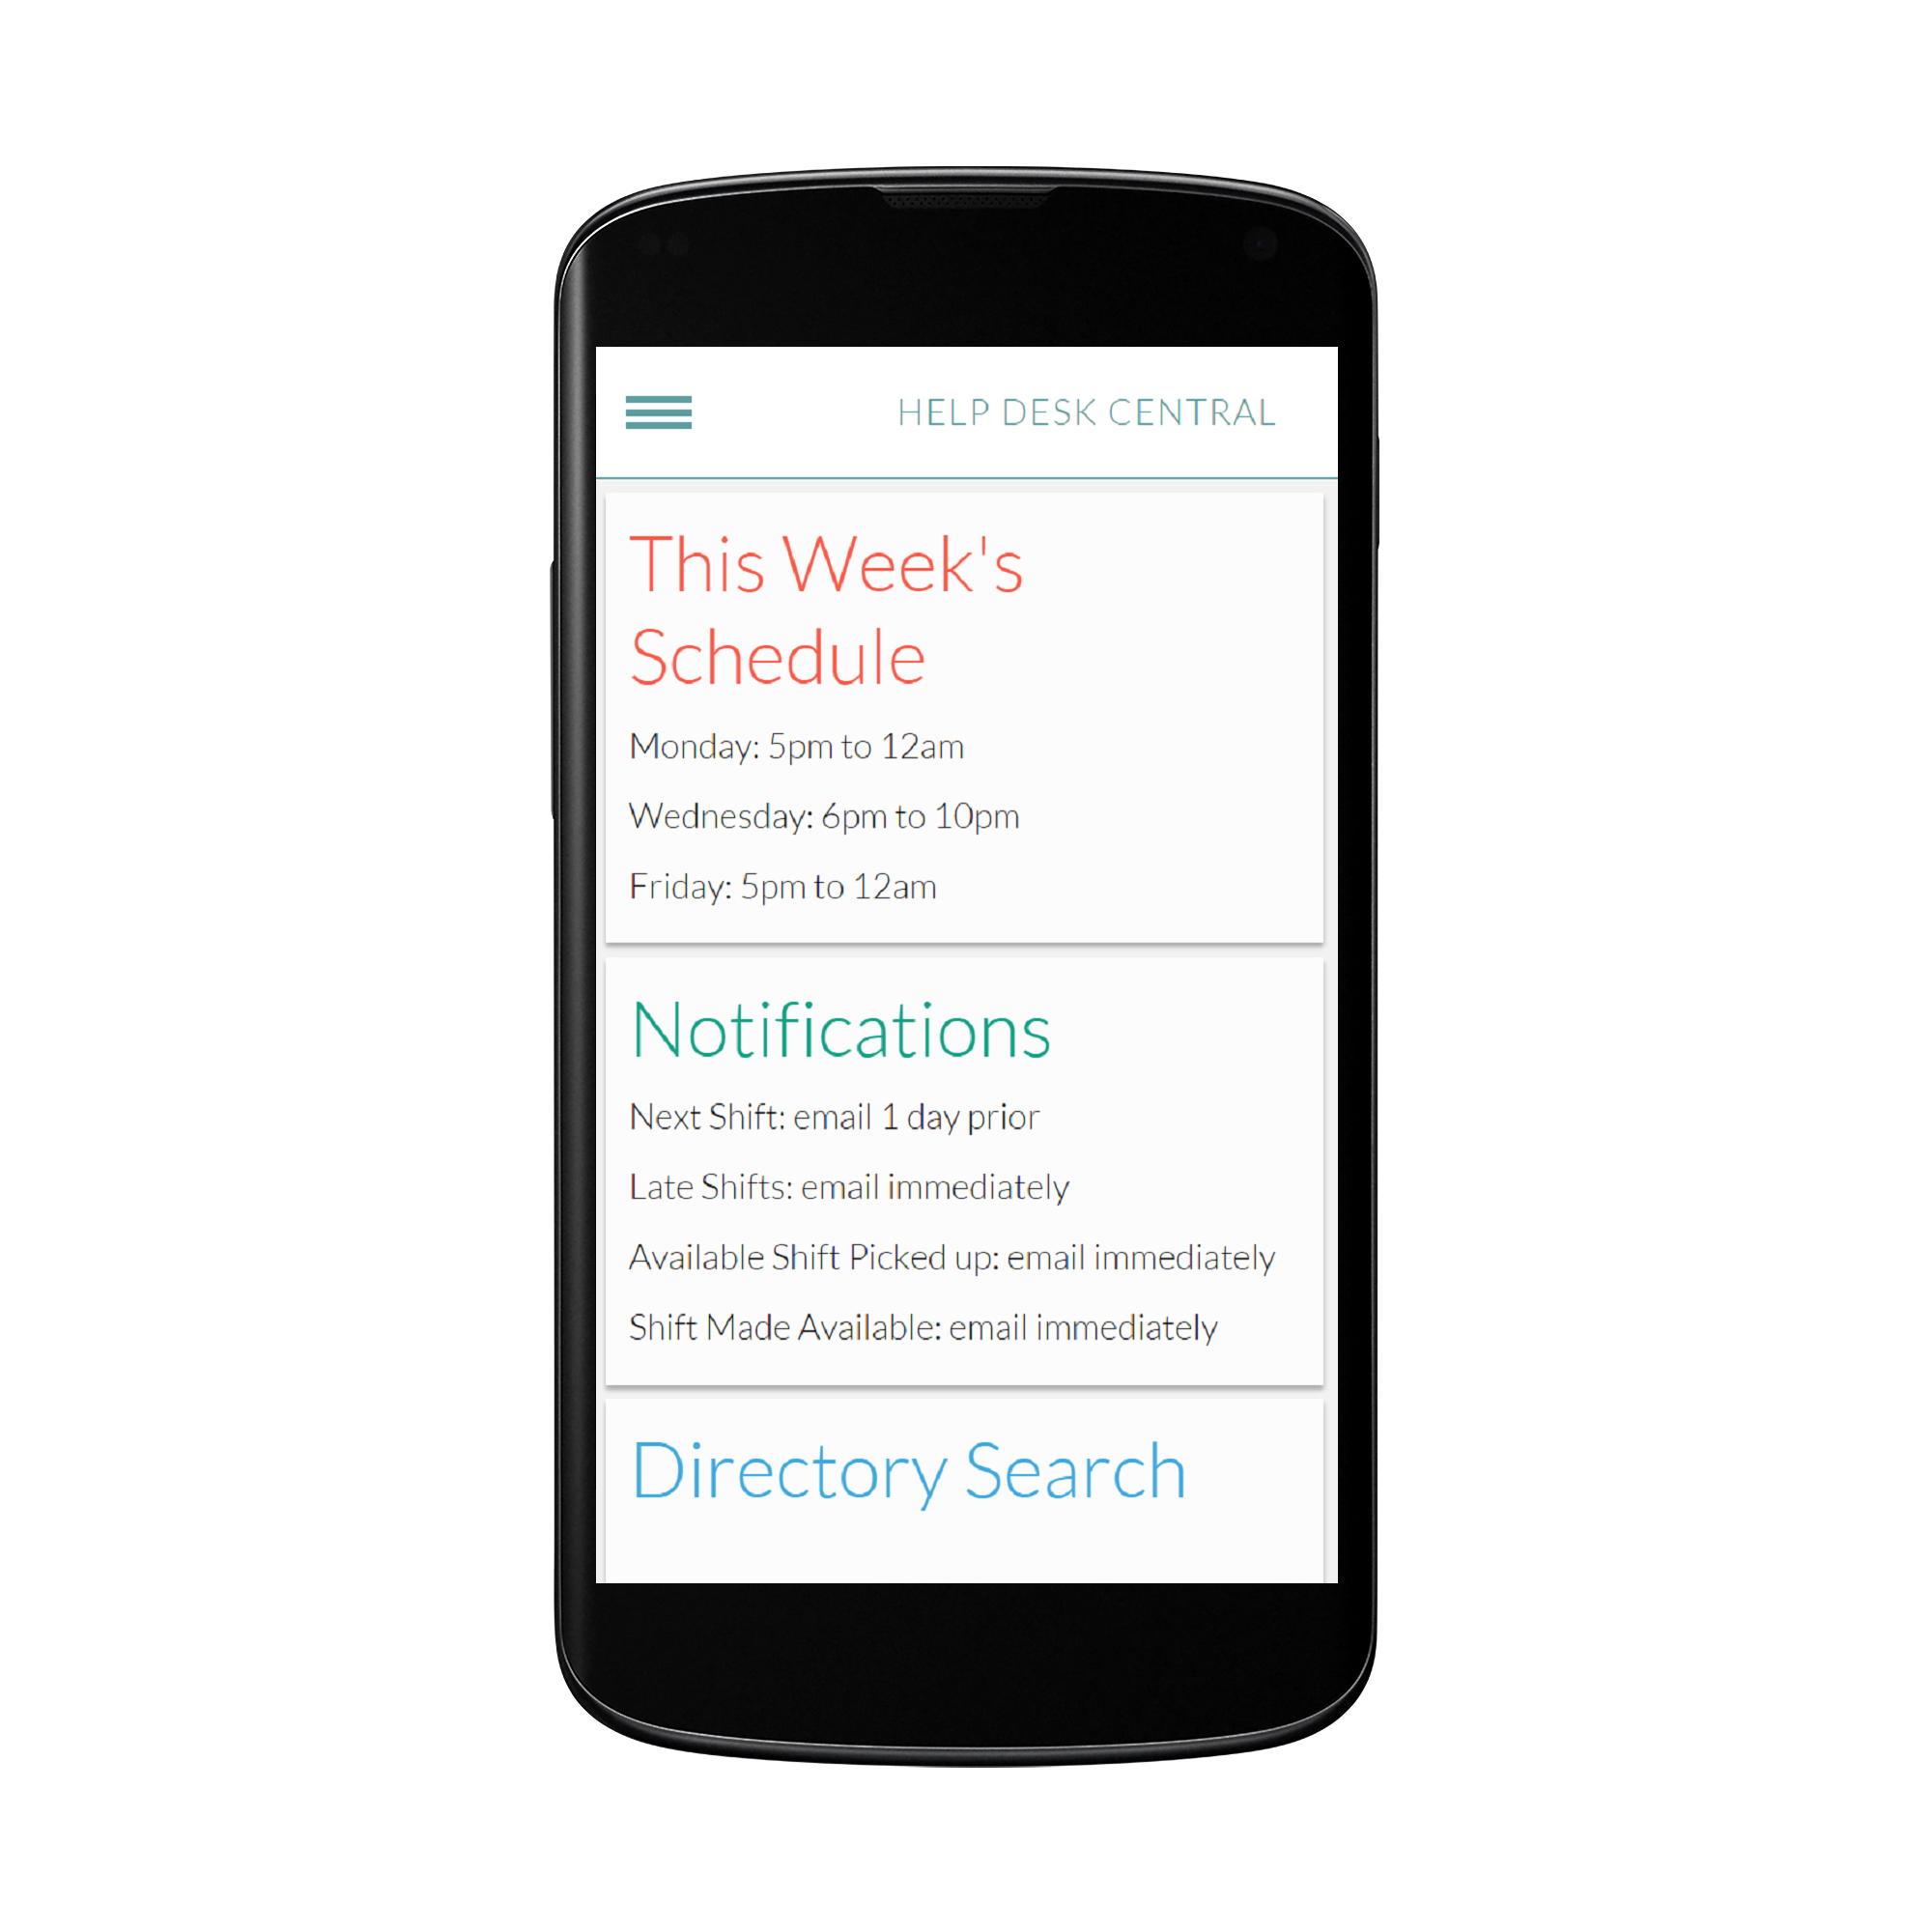 HELP DESK CENTRAL
This Week's
Schedule
Monday: 5pm to 12am
Wednesday: 6pm to 10pm
Friday: 5pm to 12am
Notifications
Next Shift: email 1 day prior
Late Shifts: email immediately
Available Shift Picked up: email immediately
Shift Made Available: email immediately
Directory Search